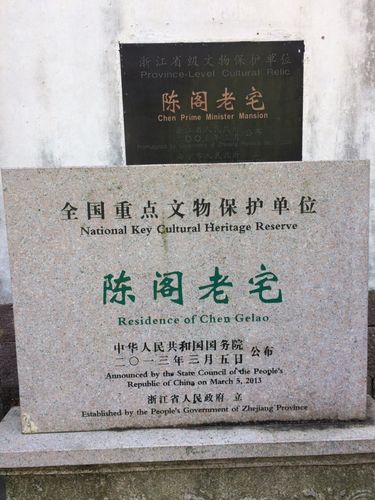 浙江省级文物保护单位
Province-Level Cultural Relic
陈阁老宅
Chen Prime Minister Mansion
全国重点文物保护单位
National Key Cultural Heritage Reserve
陈阁老宅
Residence of Chen Gelao
中华人民共和国国务院
二〇一三年三月五日 公布
Announced by the State Council of the People's
Republic of China on March 5, 2013
浙江省人民政府 立
Established by the People's Government of Zhejiang Province